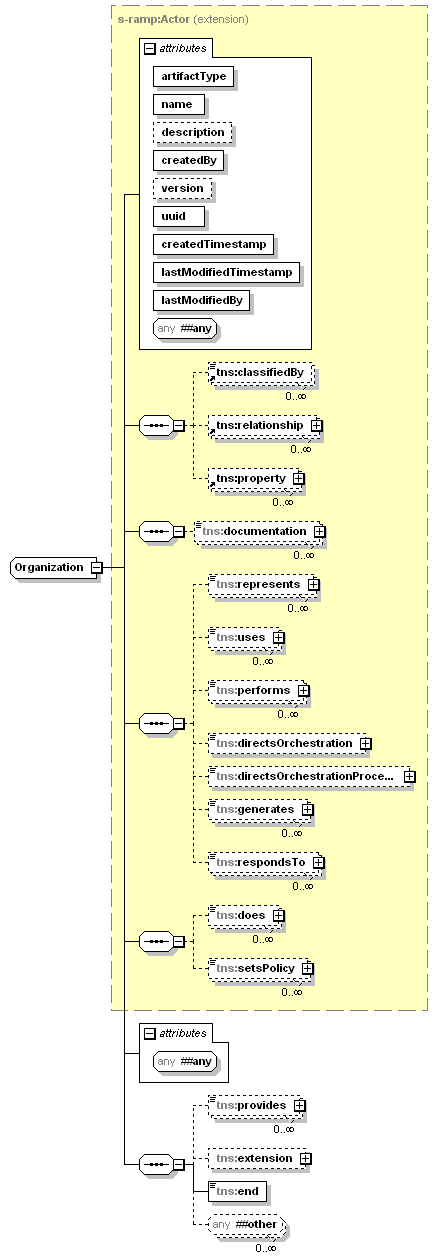 s-ramp:Actor (extension)
attributes
artifactType
name
description
createdBy
version
uuid
createdTimestamp
lastModifiedTimestamp
lastModifiedBy
any ##any
tns:classifiedBy
0..∞
tns:relationship
0..∞
tns:property
0..∞
tns:documentation
0..∞
Organization
tns:represents
0..∞
tns:uses
0..∞
tns:performs
0..∞
tns:directsOrchestration
tns:directsOrchestrationProce...
tns:generates
0..∞
tns:respondsTo
0..∞
tns:does
0..∞
tns:setsPolicy
0..∞
attributes
any ##any
tns:provides
0..∞
tns:extension
tns:end
any ##other
0..∞